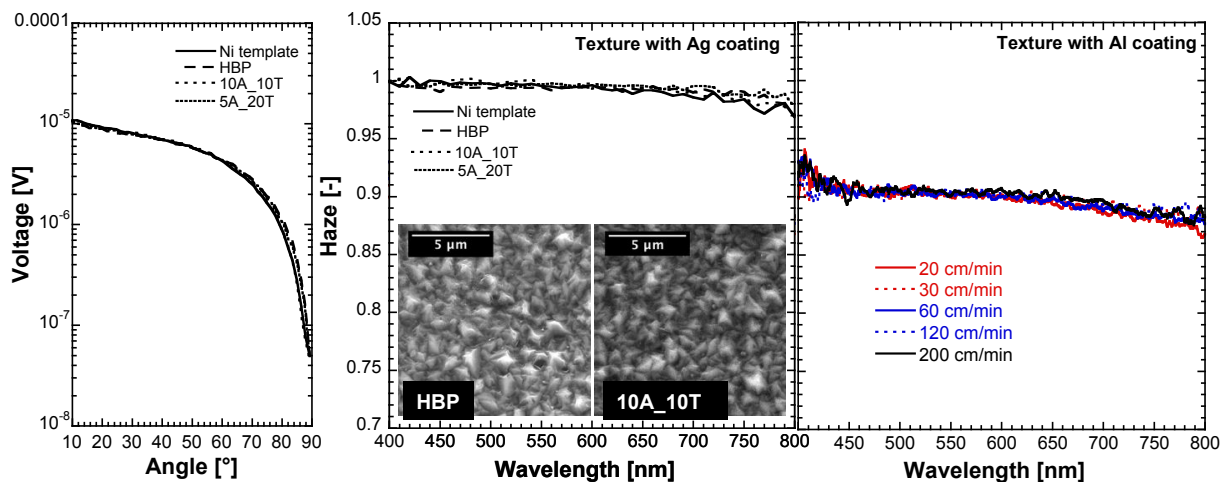 0.0001
10^-5
10^-6
10^-7
10^-8
Voltage [V]
Ni template
HBP
10A_10T
5A_20T
10 20 30 40 50 60 70 80 90
Angle [°]
1.05
1
0.95
0.9
0.85
0.8
0.75
0.7
Haze [-]
Texture with Ag coating
Ni template
HBP
10A_10T
5A_20T
5 µm
5 µm
HBP
10A_10T
400 450 500 550 600 650 700 750 800
Wavelength [nm]
Texture with Al coating
20 cm/min
30 cm/min
60 cm/min
120 cm/min
200 cm/min
400 450 500 550 600 650 700 750 800
Wavelength [nm]